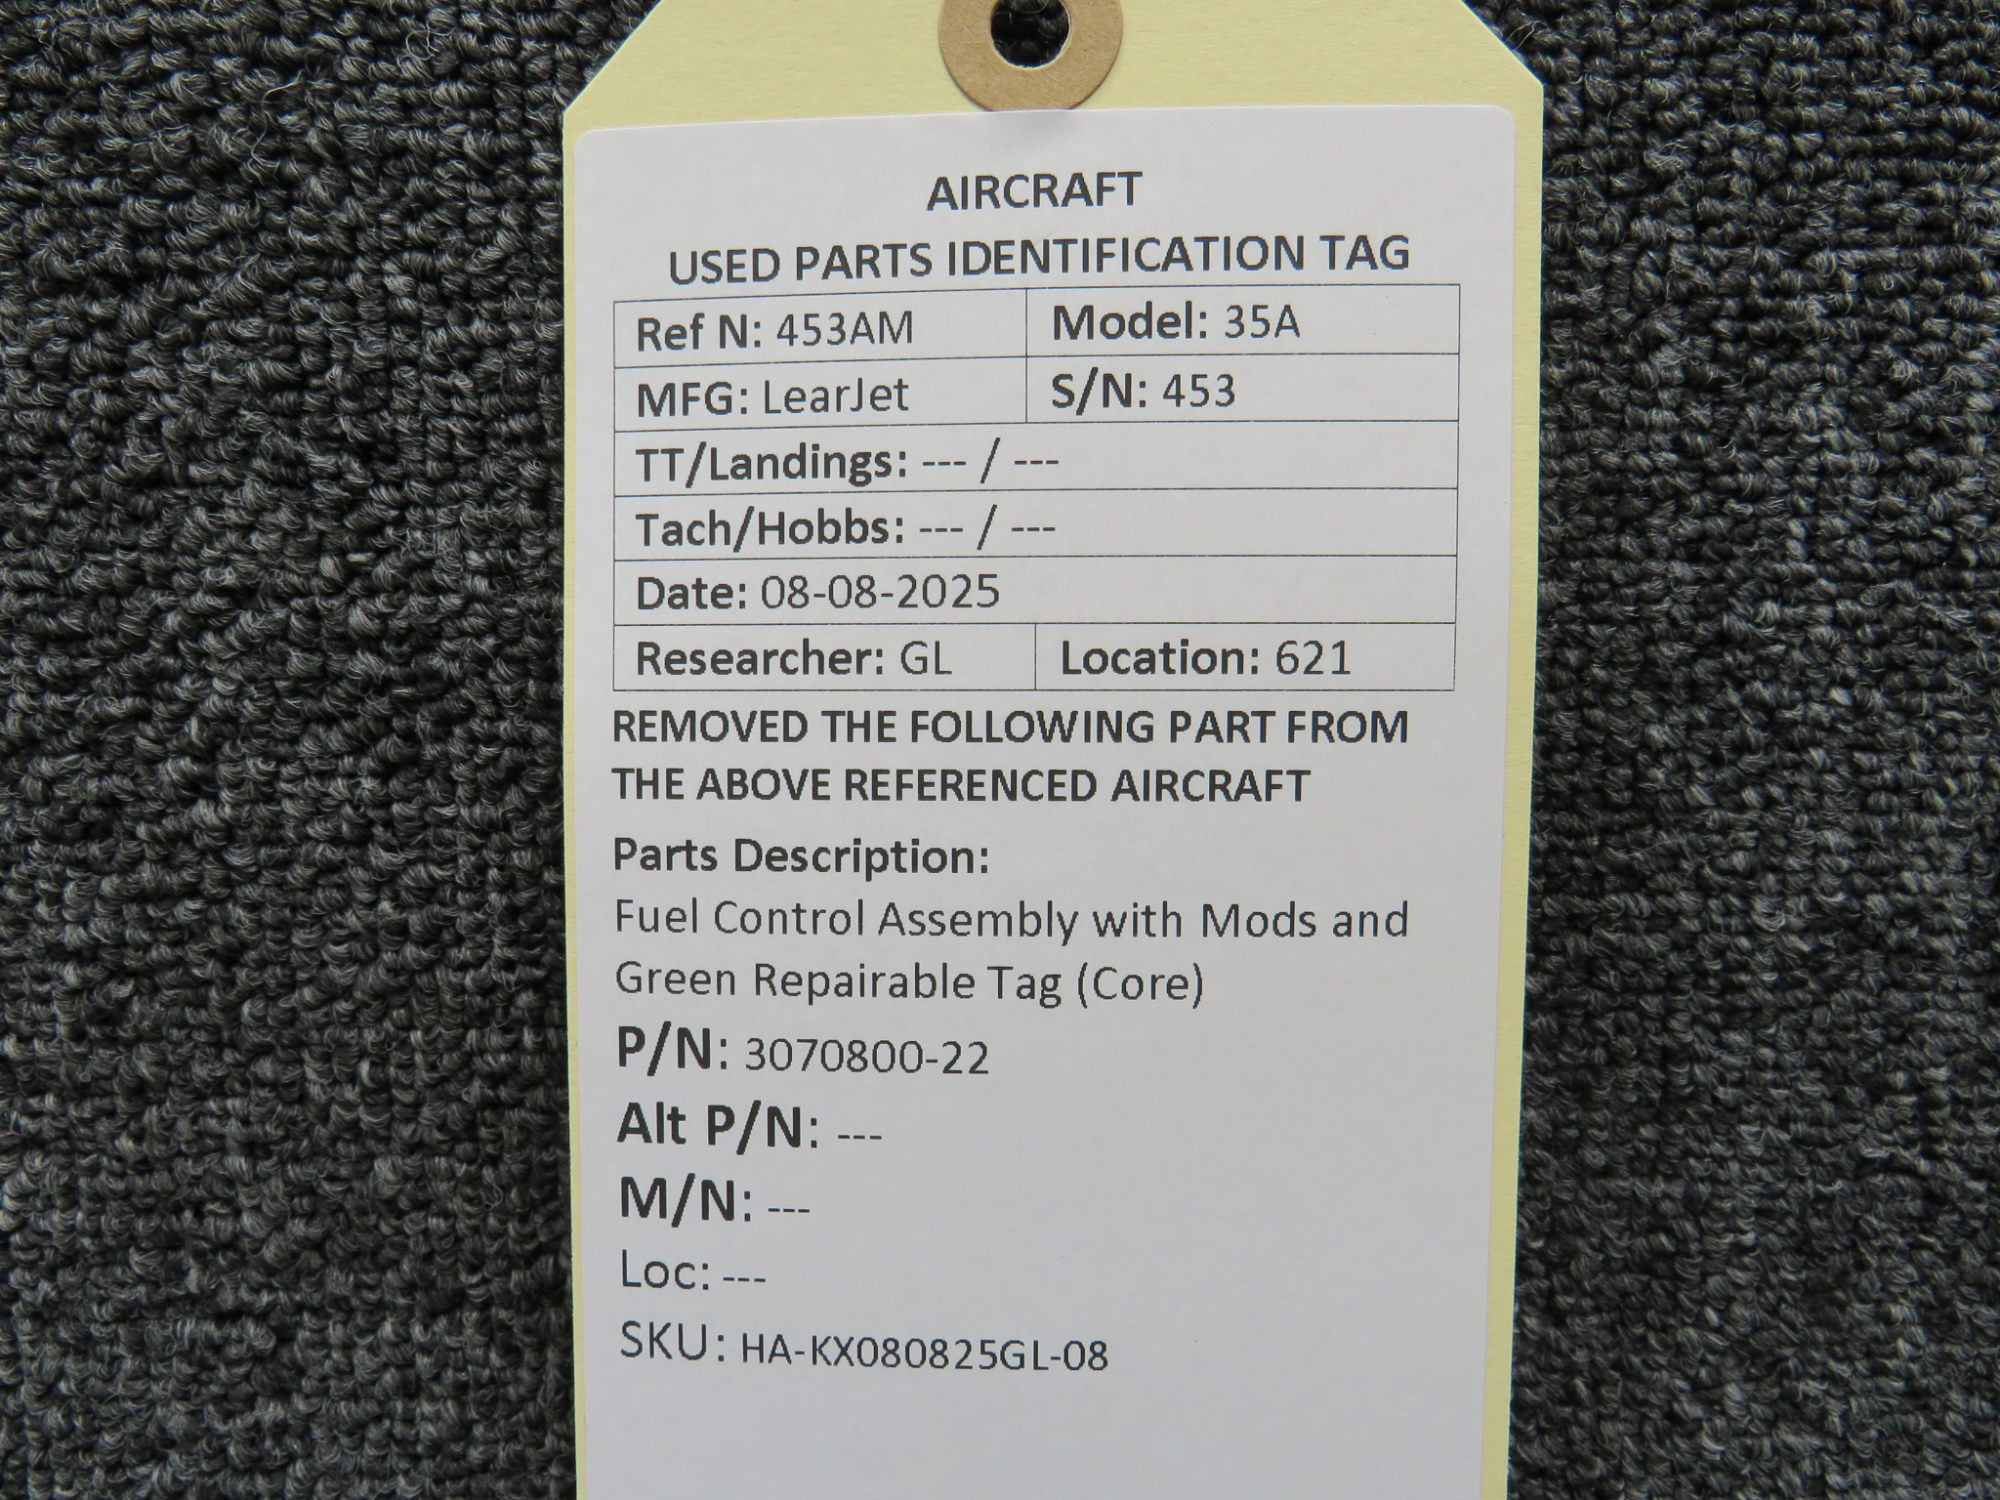 AIRCRAFT
USED PARTS IDENTIFICATION TAG
Ref N: 453AM Model: 35A
MFG: LearJet S/N: 453
TT/Landings: --- / ---
Tach/Hobbs: --- / ---
Date: 08-08-2025
Researcher: GL Location: 621
REMOVED THE FOLLOWING PART FROM
THE ABOVE REFERENCED AIRCRAFT
Parts Description:
Fuel Control Assembly with Mods and
Green Repairable Tag (Core)
P/N: 3070800-22
Alt P/N: ---
M/N: ---
Loc: ---
SKU: HA-KX080825GL-08